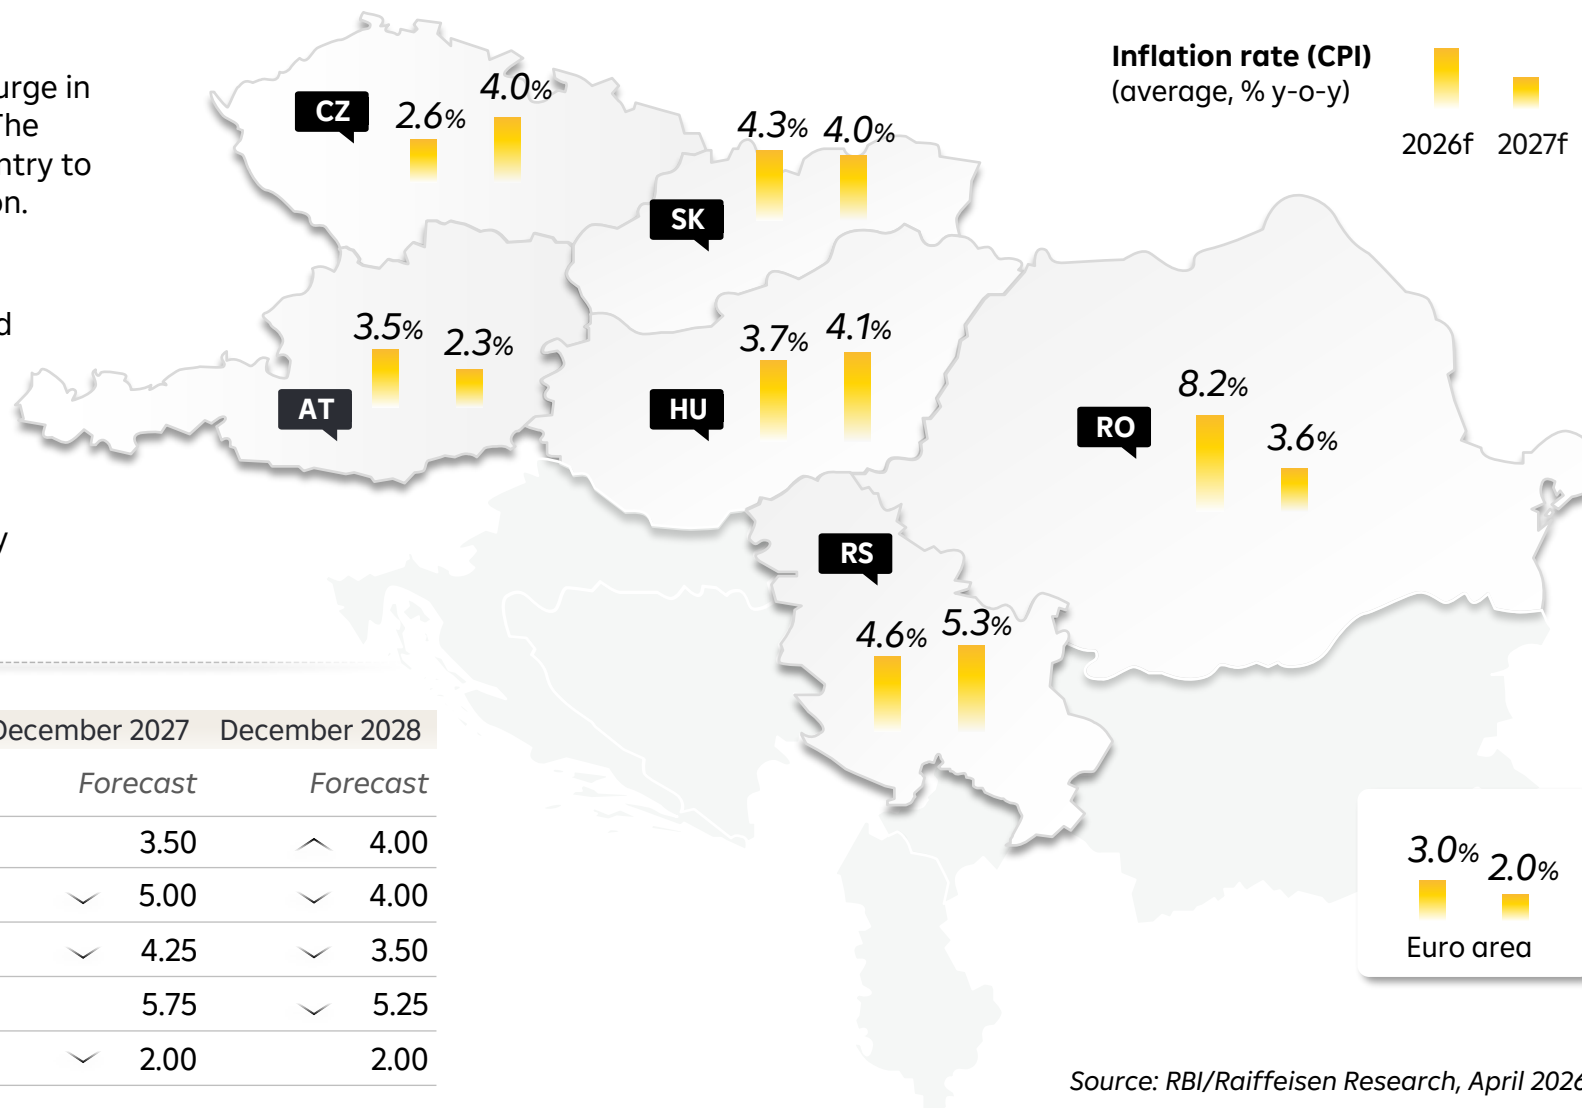 urge in
The
ntry to
on.
d
y
Inflation rate (CPI)
(average, % y-o-y)
2026f 2027f
CZ
2.6% 4.0%
SK
4.3% 4.0%
AT
3.5% 2.3%
HU
3.7% 4.1%
RO
8.2% 3.6%
RS
4.6% 5.3%
December 2027 December 2028
Forecast Forecast
3.50 4.00
5.00 4.00
4.25 3.50
5.75 5.25
2.00 2.00
3.0% 2.0%
Euro area
Source: RBI/Raiffeisen Research, April 2026